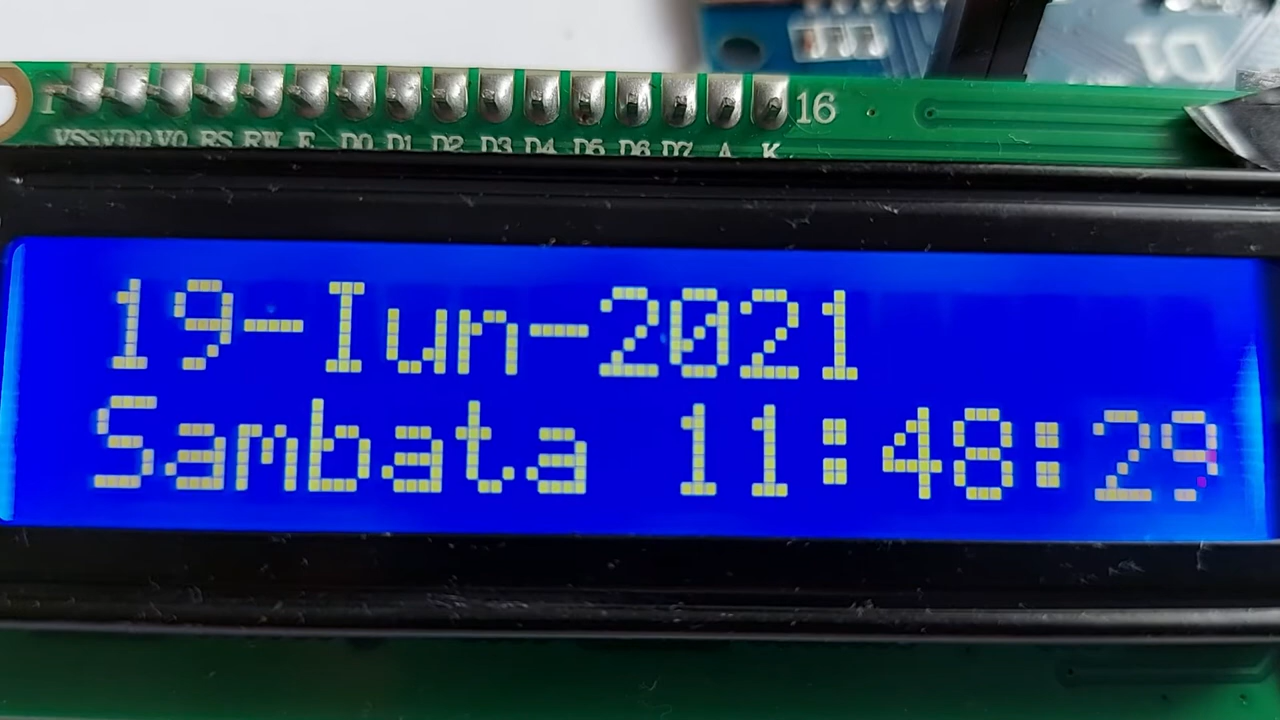 1 16
VSS VDD V0 RS RW E D0 D1 D2 D3 D4 D5 D6 D7 A K
19-Iun-2021
Sambata 11:48:29